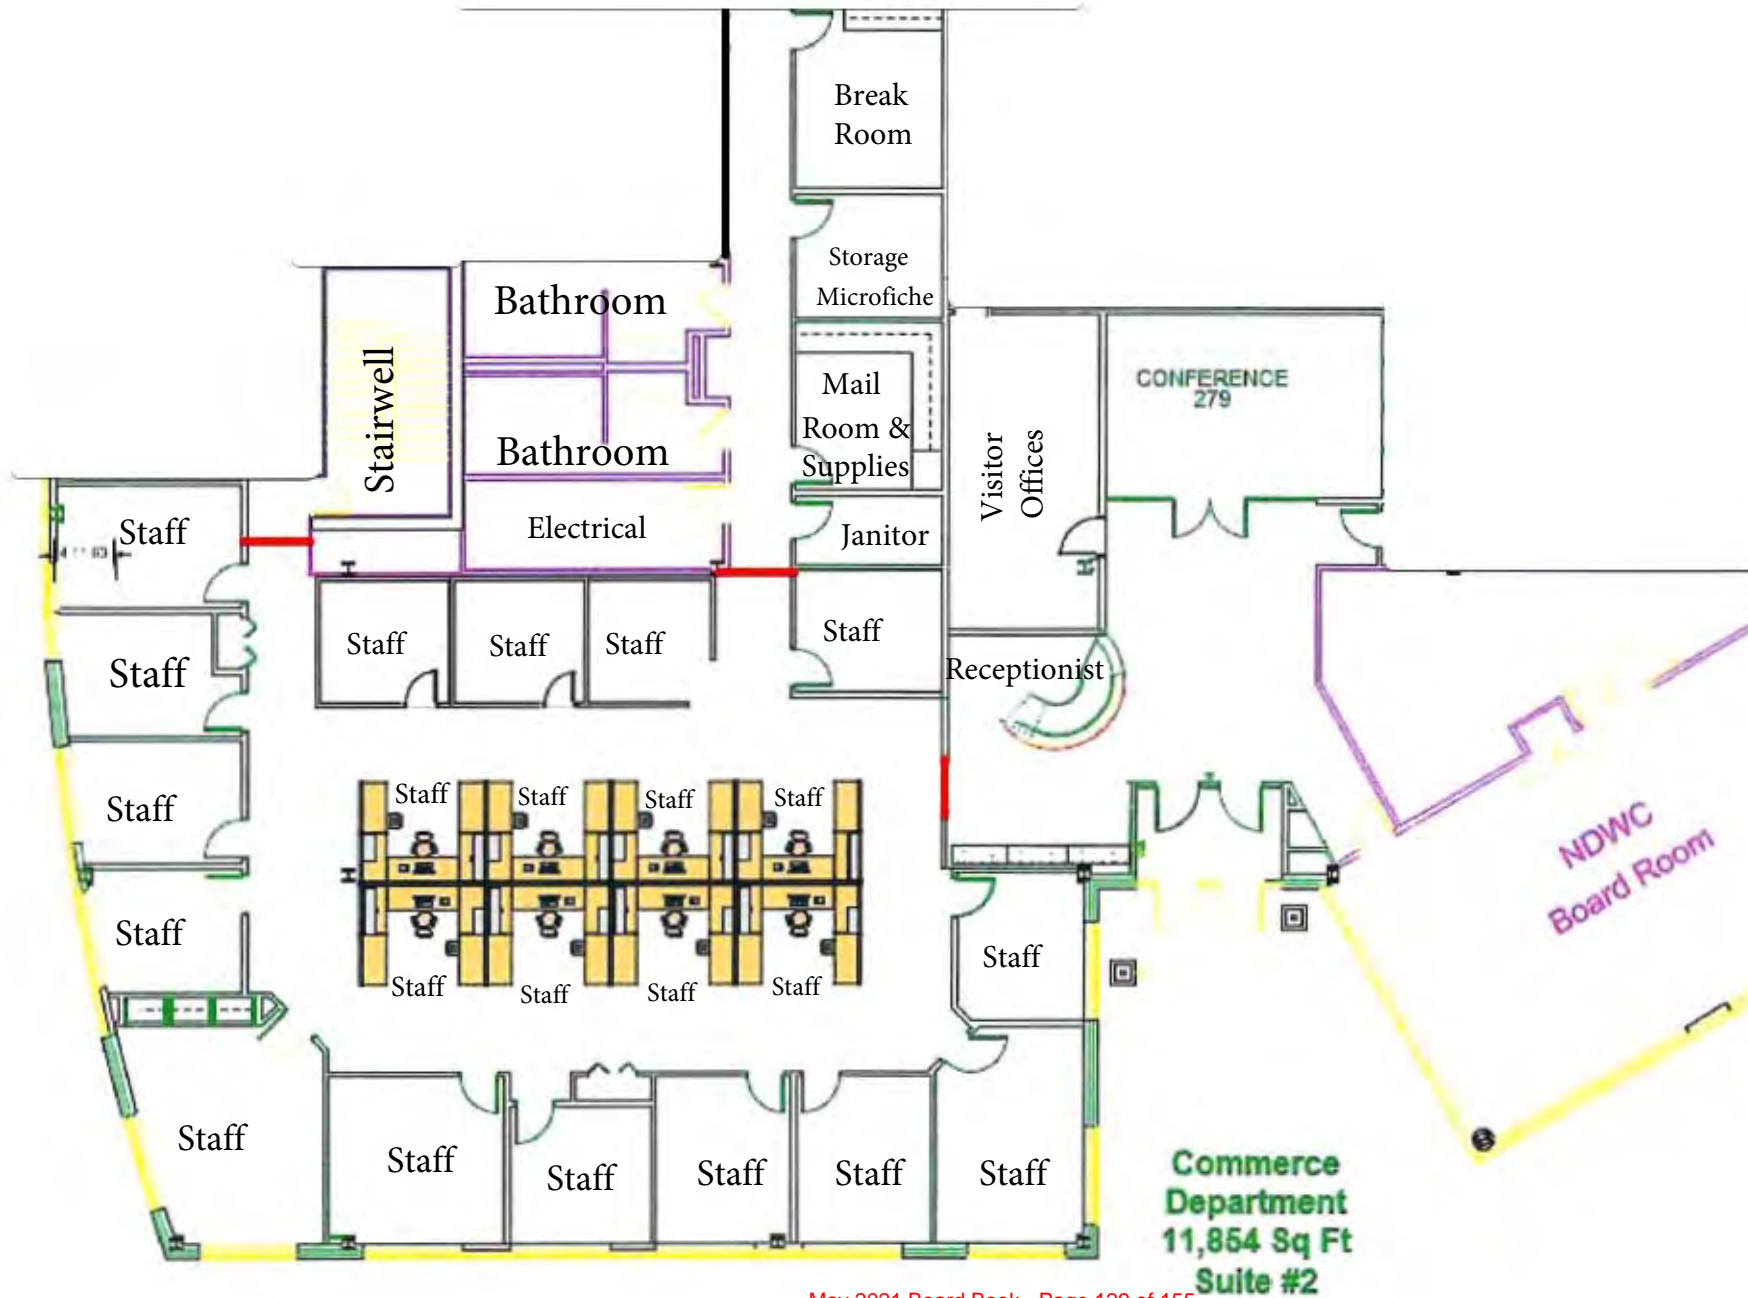 Break
Room
Storage
Microfiche
Bathroom
Stairwell
Mail
Room &
Supplies
CONFERENCE
279
Visitor
Offices
Bathroom
Staff
Electrical
Janitor
Staff
Staff
Staff
Staff
Staff
Receptionist
Staff
Staff
Staff
Staff
Staff
Staff
Staff
Staff
Staff
Staff
Staff
Staff
NDWC
Board Room
Staff
Staff
Staff
Staff
Staff
Staff
Commerce
Department
11,854 Sq Ft
Suite #2